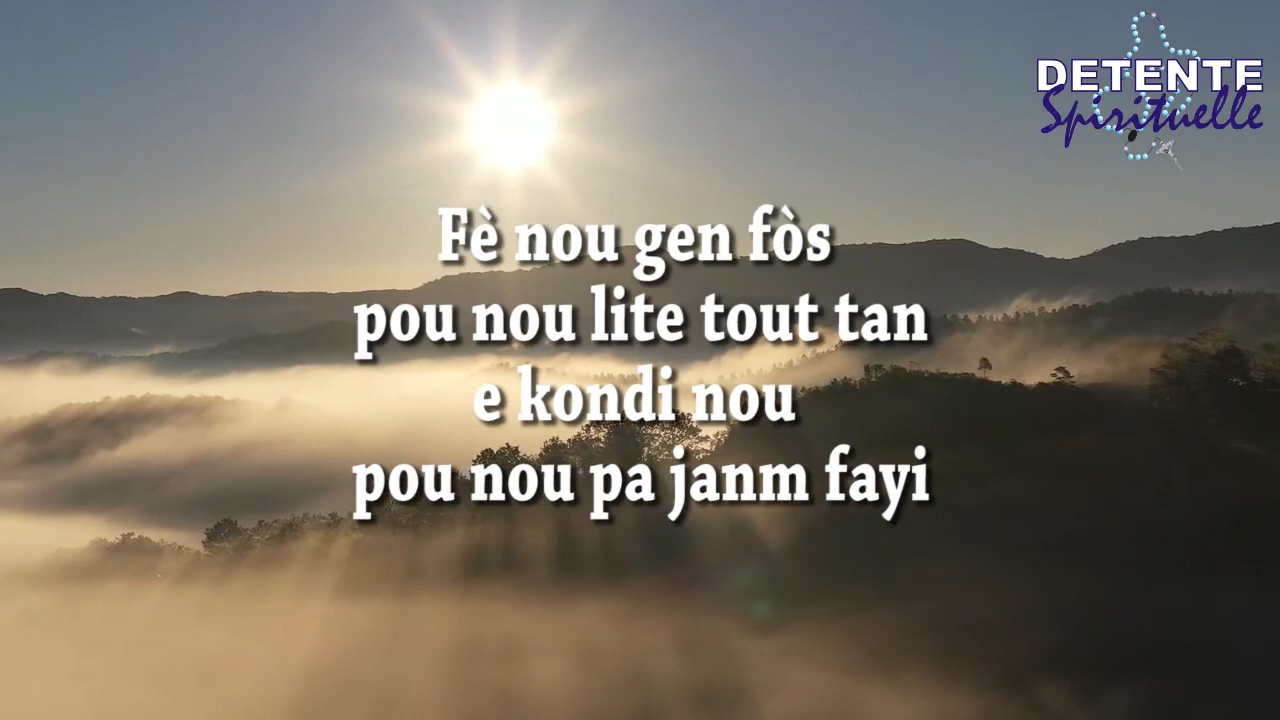 DETENTE
Spirituelle
Fè nou gen fòs
pou nou lite tout tan
e kondi nou
pou nou pa janm fayi